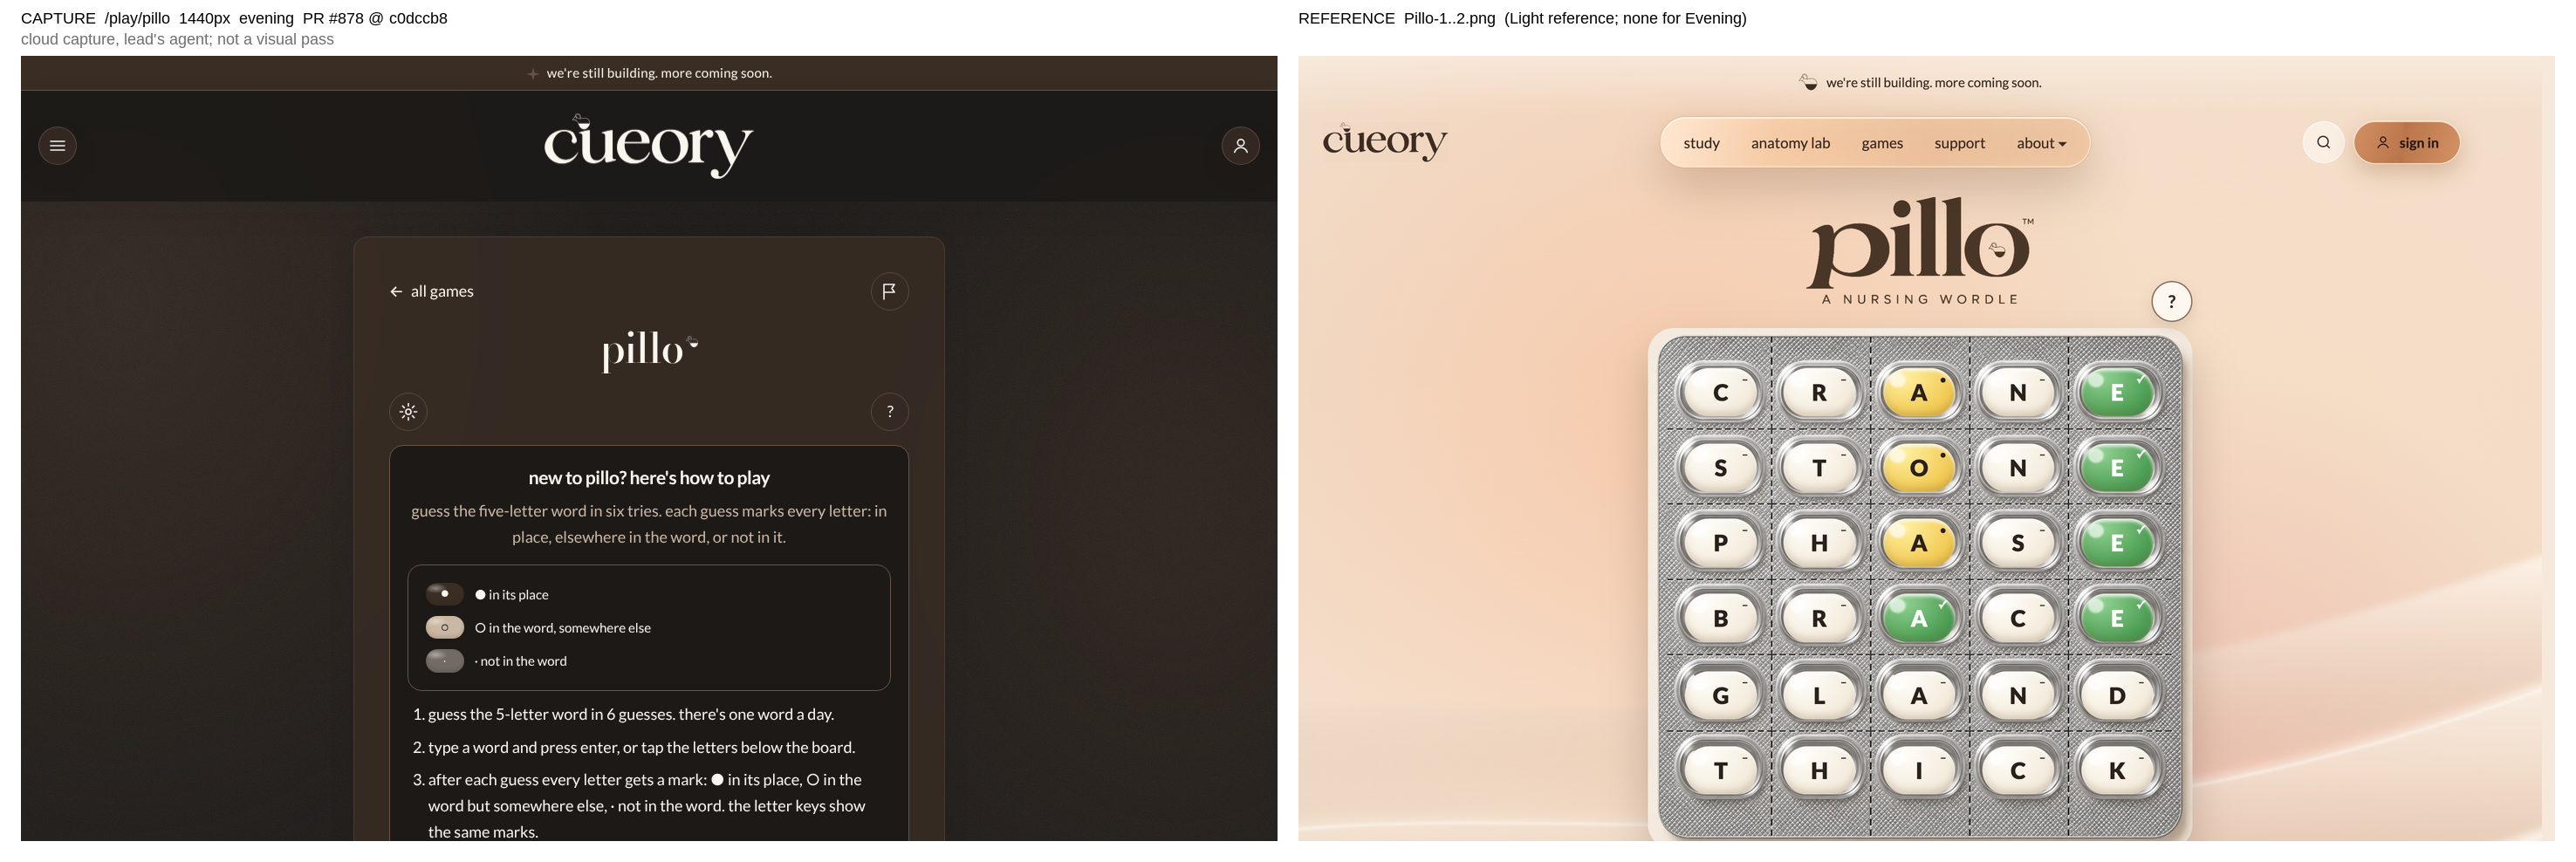 CAPTURE /play/pillo 1440px evening PR #878 @ c0dccb8
cloud capture, lead's agent; not a visual pass
we're still building. more coming soon.
cueory
← all games
pillo
?
new to pillo? here's how to play
guess the five-letter word in six tries. each guess marks every letter: in
place, elsewhere in the word, or not in it.
● in its place
○ in the word, somewhere else
· not in the word
1. guess the 5-letter word in 6 guesses. there's one word a day.
2. type a word and press enter, or tap the letters below the board.
3. after each guess every letter gets a mark: ● in its place, ○ in the
word but somewhere else, · not in the word. the letter keys show
the same marks.
REFERENCE Pillo-1..2.png (Light reference; none for Evening)
we're still building. more coming soon.
cueory
study anatomy lab games support about sign in
pillo™
A NURSING WORDLE
?
C R A N E
S T O N E
P H A S E
B R A C E
G L A N D
T H I C K